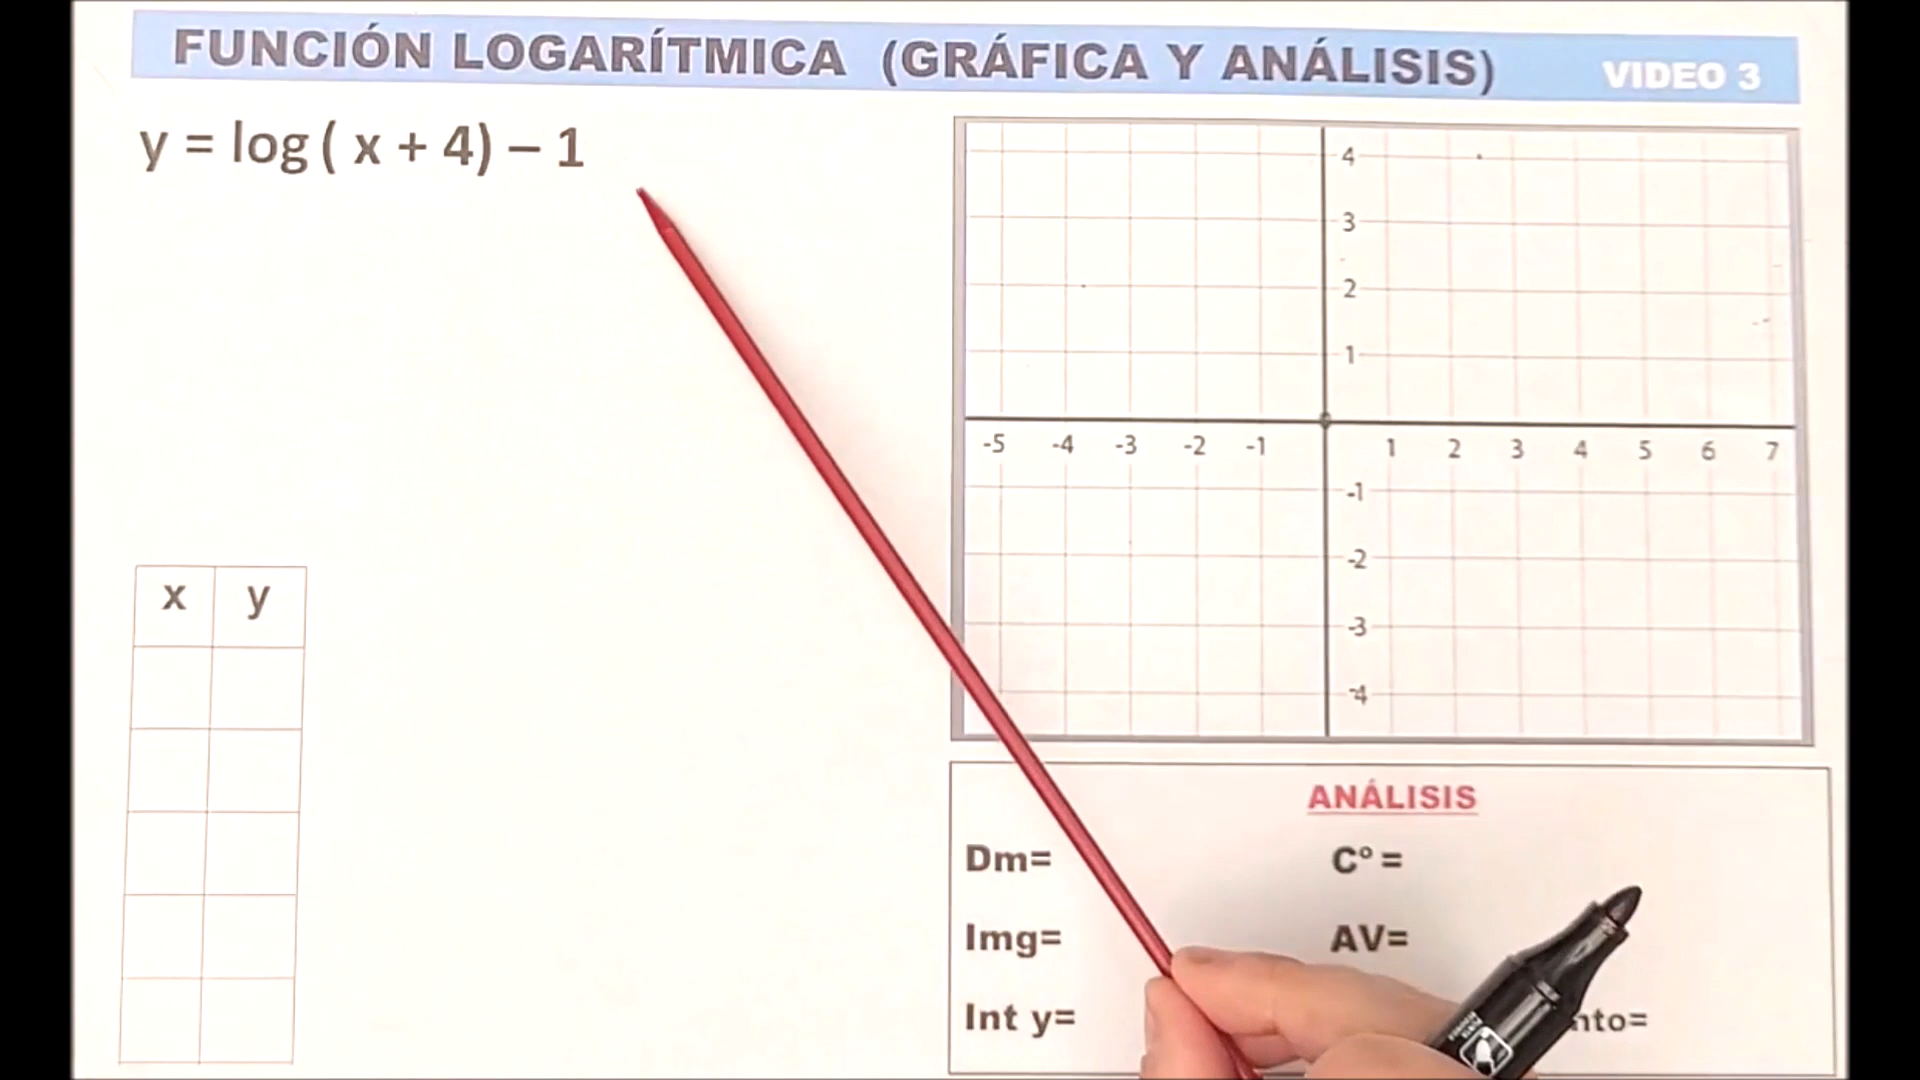 FUNCIÓN LOGARÍTMICA (GRÁFICA Y ANÁLISIS) VIDEO 3
y = log ( x + 4) – 1
4
3
2
1
-5 -4 -3 -2 -1 1 2 3 4 5 6 7
-1
-2
-3
-4
x y
ANÁLISIS
Dm= C° =
Img= AV=
Int y=